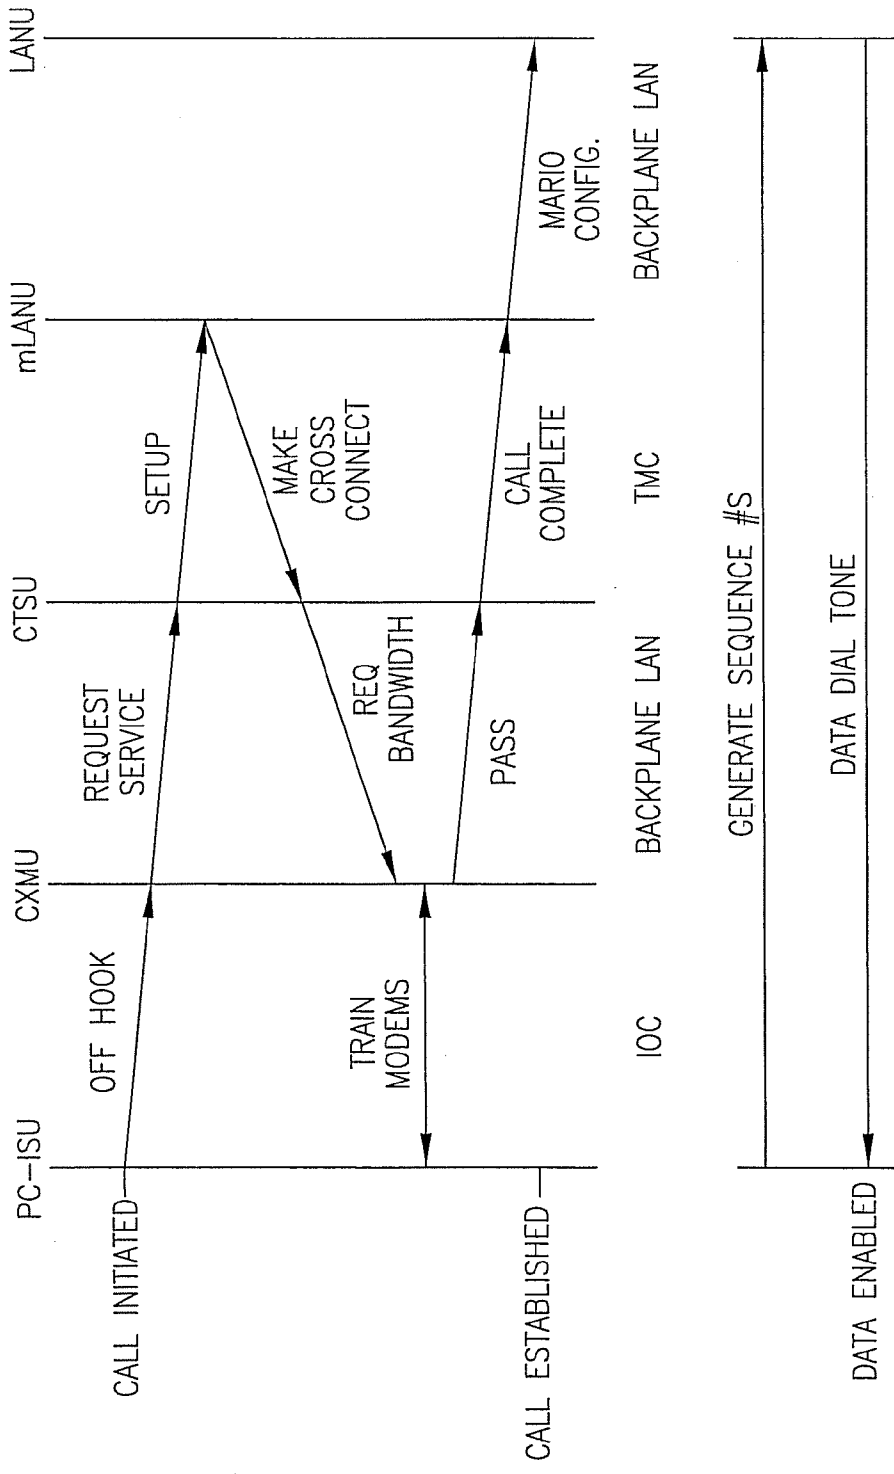 PC-ISU
CXMU
CTSU
mLANU
LANU
CALL INITIATED
OFF HOOK
REQUEST
SERVICE
SETUP
MAKE
CROSS
CONNECT
REQ
BANDWIDTH
TRAIN
MODEMS
PASS
CALL
COMPLETE
MARIO
CONFIG.
CALL ESTABLISHED
IOC
BACKPLANE LAN
TMC
BACKPLANE LAN
GENERATE SEQUENCE #S
DATA DIAL TONE
DATA ENABLED